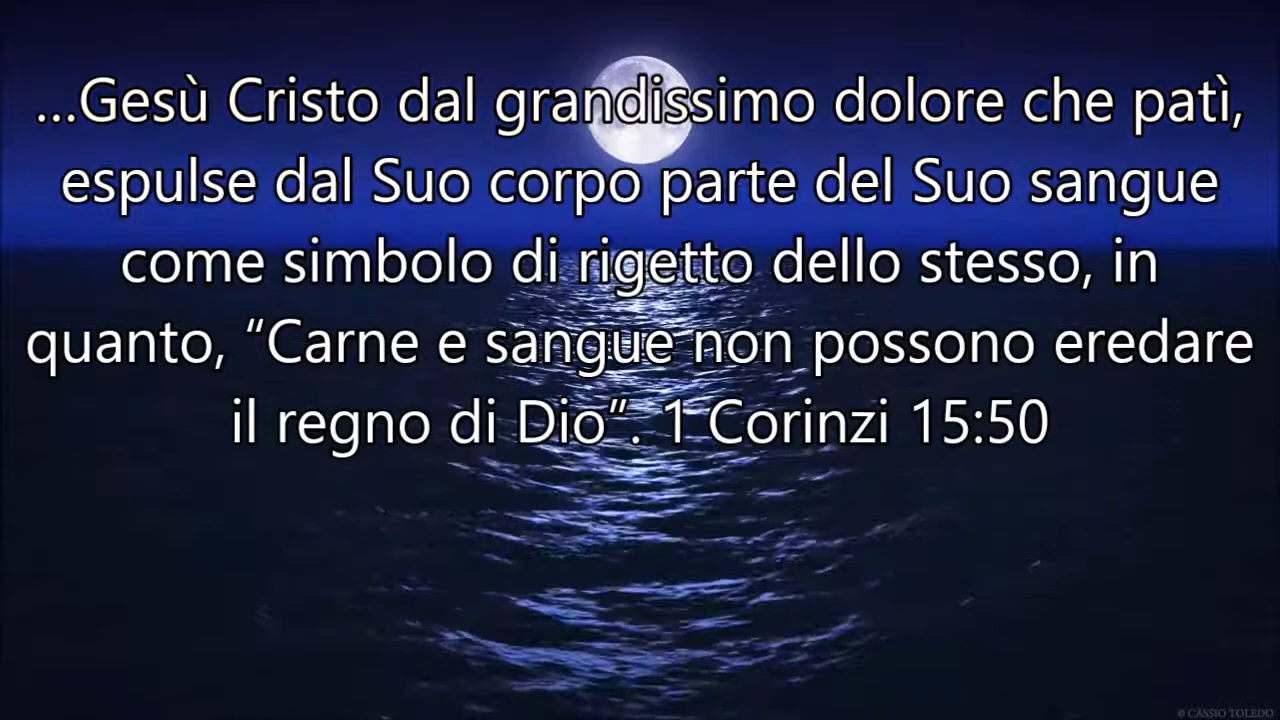 ...Gesù Cristo dal grandissimo dolore che patì,
espulse dal Suo corpo parte del Suo sangue
come simbolo di rigetto dello stesso, in
quanto, “Carne e sangue non possono eredare
il regno di Dio”. 1 Corinzi 15:50
© CÁSSIO TOLEDO